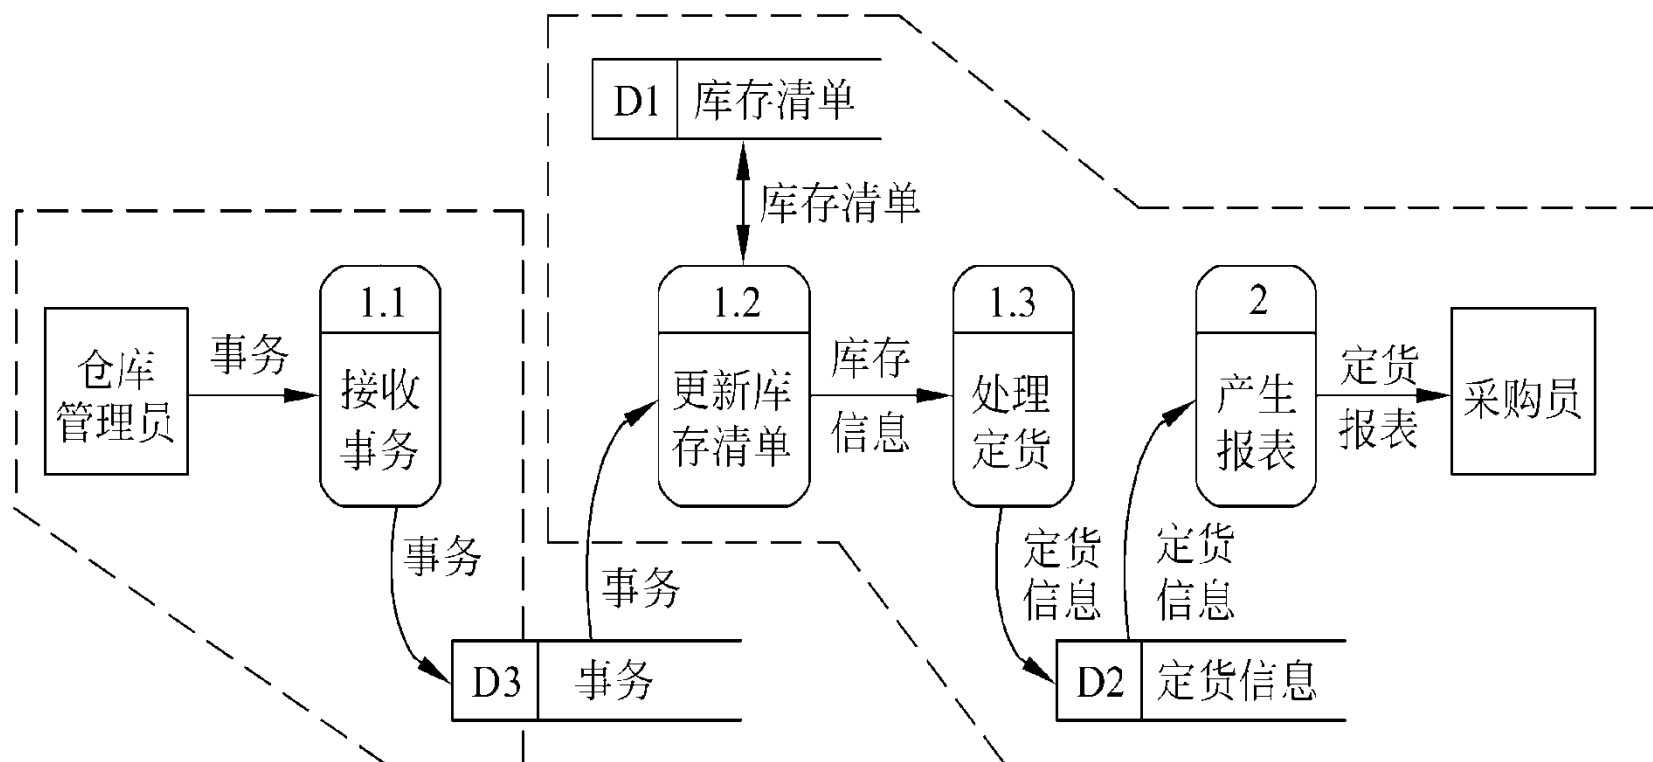 D1 库存清单
库存清单
仓库
管理员
事务
1.1
接收
事务
1.2
更新库
存清单
库存
信息
1.3
处理
定货
2
产生
报表
定货
报表
采购员
事务
事务
定货
信息
定货
信息
D3 事务
D2 定货信息